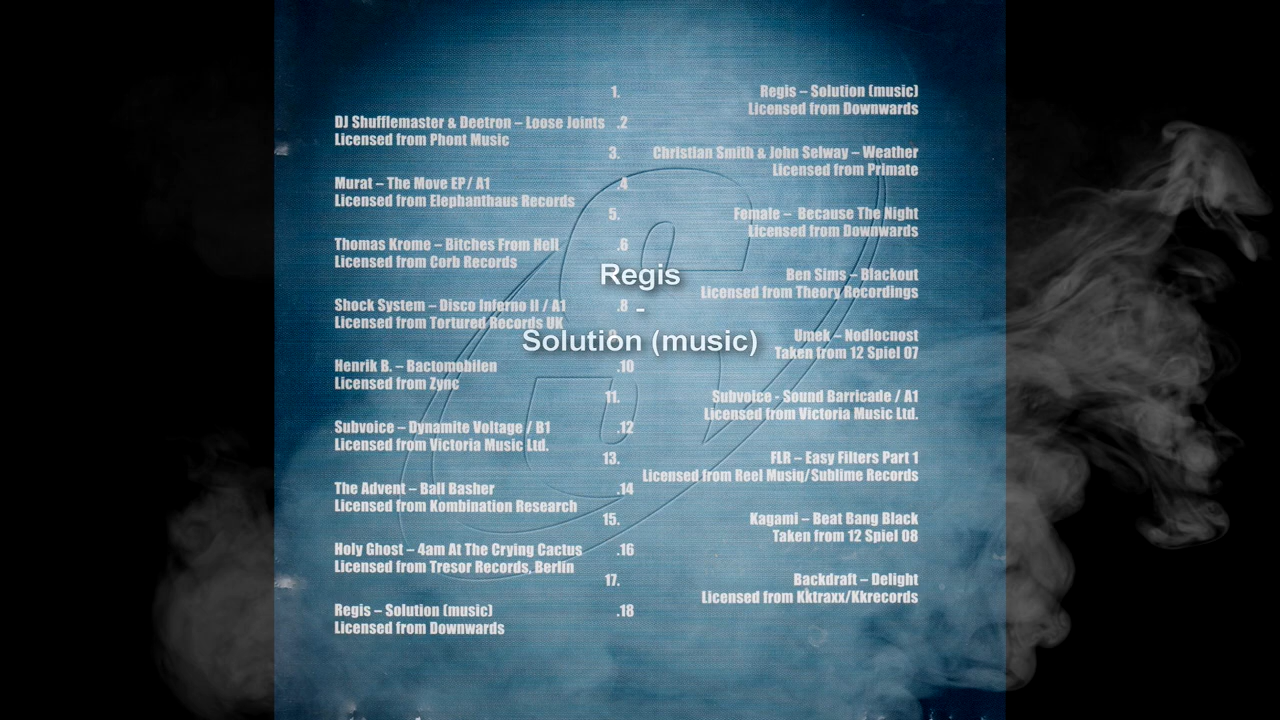 1. Regis – Solution (music)
Licensed from Downwards
DJ Shufflemaster & Deetron – Loose Joints .2
Licensed from Phont Music
3. Christian Smith & John Selway – Weather
Licensed from Primate
Murat – The Move EP/ A1 .4
Licensed from Elephanthaus Records
5. Female – Because The Night
Licensed from Downwards
Thomas Krome – Bitches From Hell .6
Licensed from Corb Records
Ben Sims – Blackout
Licensed from Theory Recordings
Shock System – Disco Inferno II / A1 .8
Licensed from Tortured Records UK
9. Umek – Nodlocnost
Taken from 12 Spiel 07
Henrik B. – Bactomobilen .10
Licensed from Zync
11. Subvoice - Sound Barricade / A1
Licensed from Victoria Music Ltd.
Subvoice – Dynamite Voltage / B1 .12
Licensed from Victoria Music Ltd.
13. FLR – Easy Filters Part 1
Licensed from Reel Musiq/Sublime Records
The Advent – Ball Basher .14
Licensed from Kombination Research
15. Kagami – Beat Bang Black
Taken from 12 Spiel 08
Holy Ghost – 4am At The Crying Cactus .16
Licensed from Tresor Records, Berlin
17. Backdraft – Delight
Licensed from Kktraxx/Kkrecords
Regis – Solution (music) .18
Licensed from Downwards
Regis
-
Solution (music)